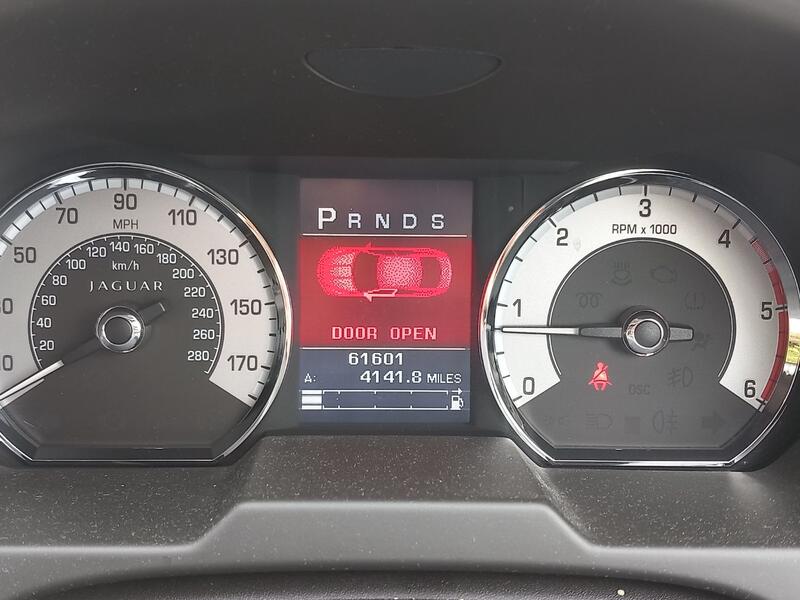 P R N D S
DOOR OPEN
61601
A: 4141.8 MILES
50 70 90 110 130 150 170
MPH
20 40 60 80 100 120 140 160 180 200 220 240 260 280
km/h
JAGUAR
0 1 2 3 4 5 6
RPM x 1000
DSC